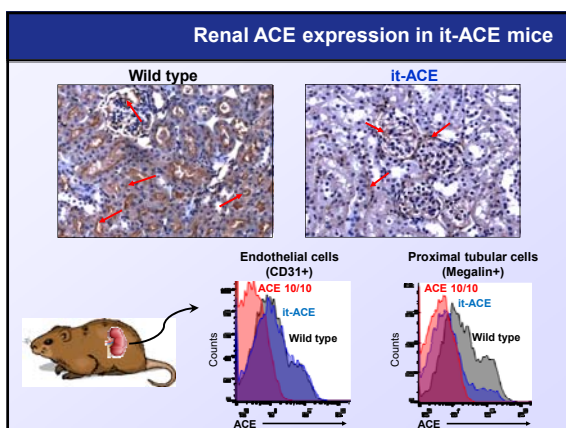 Renal ACE expression in it-ACE mice
Wild type
it-ACE
Endothelial cells
(CD31+)
ACE 10/10
it-ACE
Wild type
Counts
ACE
Proximal tubular cells
(Megalin+)
ACE 10/10
it-ACE
Wild type
Counts
ACE